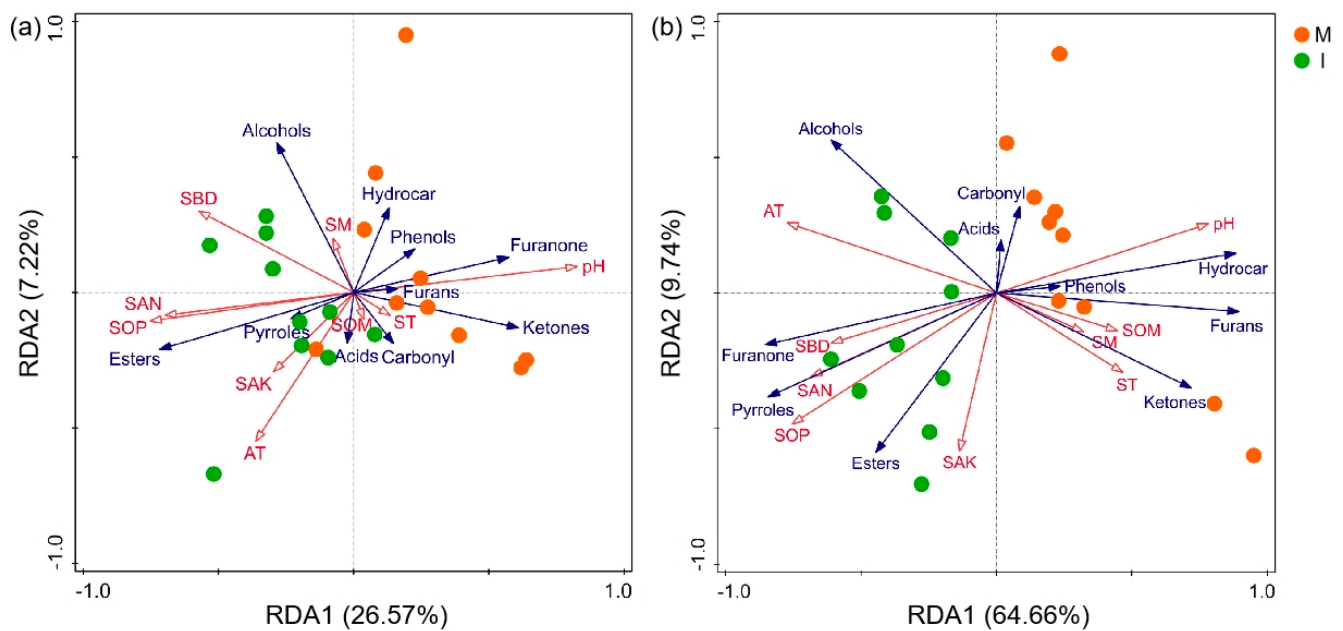 (a)
1.0
Alcohols
SBD
SM
Hydrocar
Phenols
Furanone
pH
SAN
SOP
Furans
Pyrroles
SOM
ST
Ketones
Esters
Acids
Carbonyl
SAK
AT
RDA2 (7.22%)
-1.0
-1.0
1.0
RDA1 (26.57%)
(b)
1.0
Alcohols
Carbonyl
AT
Acids
pH
Hydrocar
Phenols
Furans
SOM
SM
SBD
Furanone
SAN
ST
Ketones
Pyrroles
SOP
Esters
SAK
RDA2 (9.74%)
-1.0
-1.0
1.0
RDA1 (64.66%)
M
I